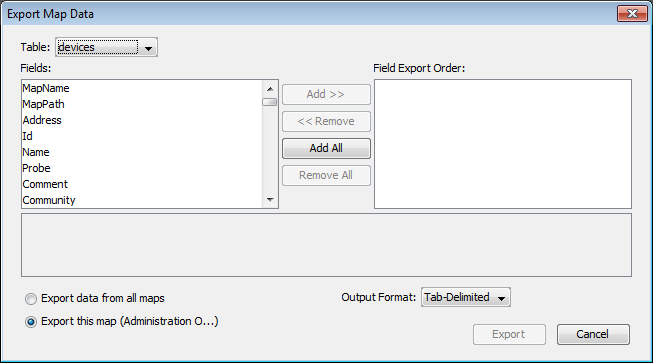 Export Map Data
Table: devices
Fields:
Field Export Order:
MapName
MapPath
Address
Id
Name
Probe
Comment
Community
Add >>
<< Remove
Add All
Remove All
Export data from all maps
Output Format: Tab-Delimited
Export this map (Administration O...)
Export
Cancel